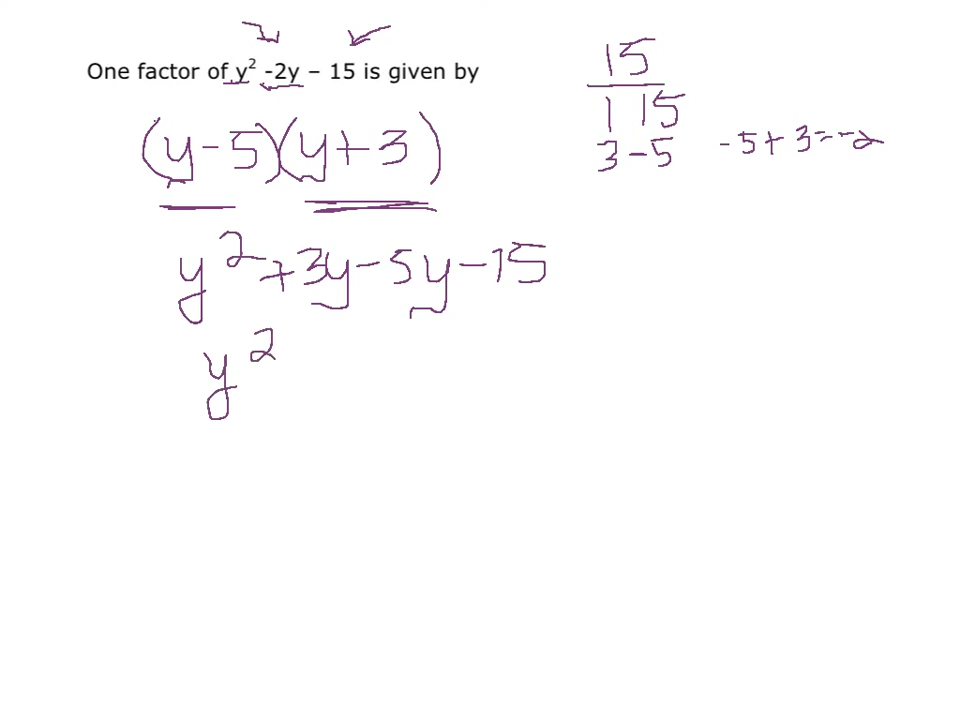 One factor of y² -2y – 15 is given by
(y-5)(y+3)
y²+3y-5y-15
y²
15
1 15
3 -5
-5+3=-2